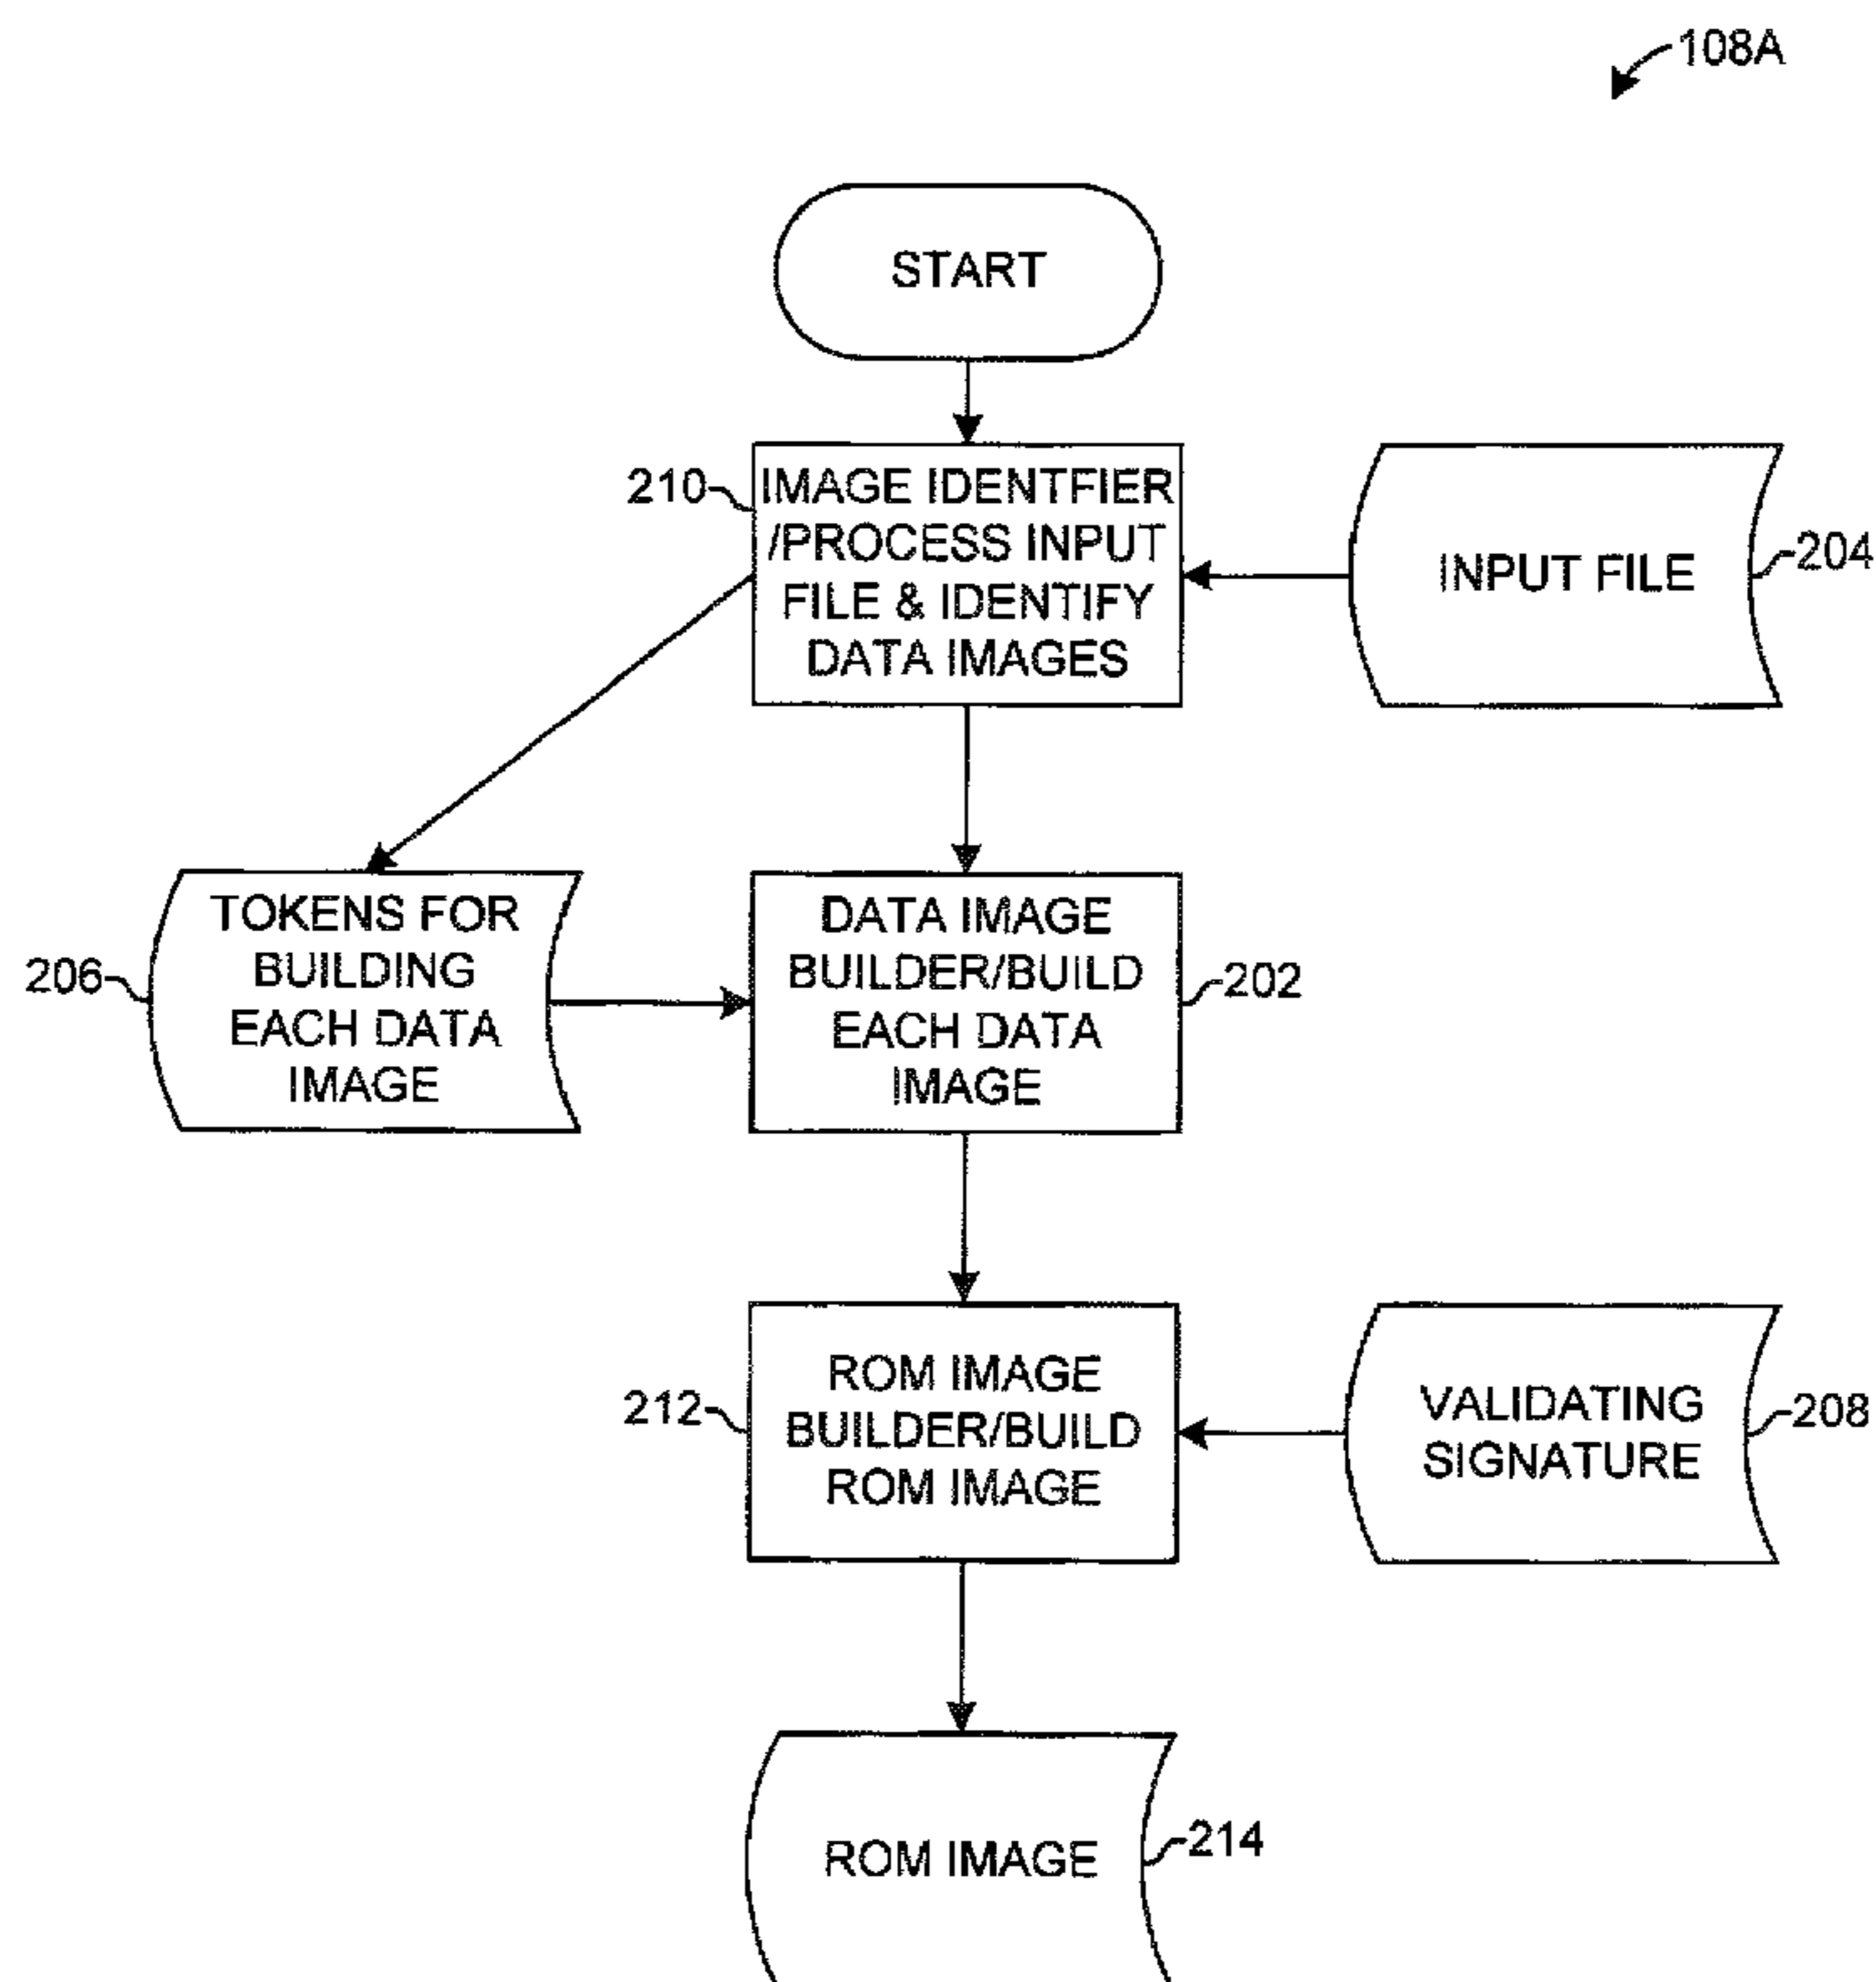 108A
START
210
IMAGE IDENTFIER
/PROCESS INPUT
FILE & IDENTIFY
DATA IMAGES
INPUT FILE
204
206
TOKENS FOR
BUILDING
EACH DATA
IMAGE
DATA IMAGE
BUILDER/BUILD
EACH DATA
IMAGE
202
212
ROM IMAGE
BUILDER/BUILD
ROM IMAGE
VALIDATING
SIGNATURE
208
ROM IMAGE
214